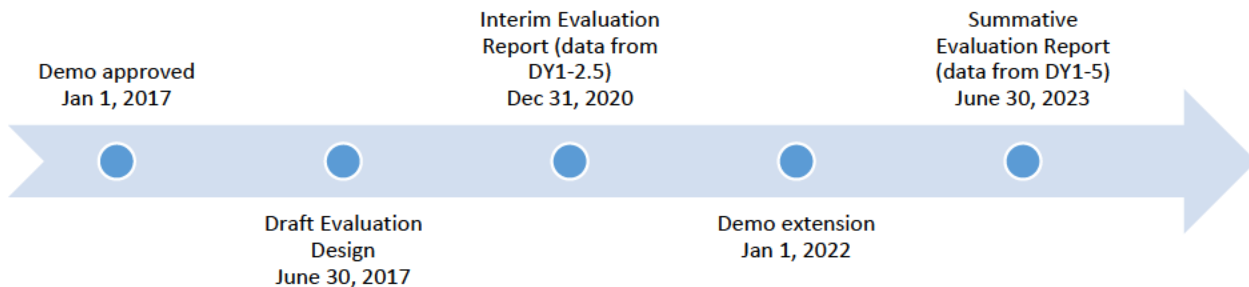 Demo approved
Jan 1, 2017
Draft Evaluation
Design
June 30, 2017
Interim Evaluation
Report (data from
DY1-2.5)
Dec 31, 2020
Demo extension
Jan 1, 2022
Summative
Evaluation Report
(data from DY1-5)
June 30, 2023